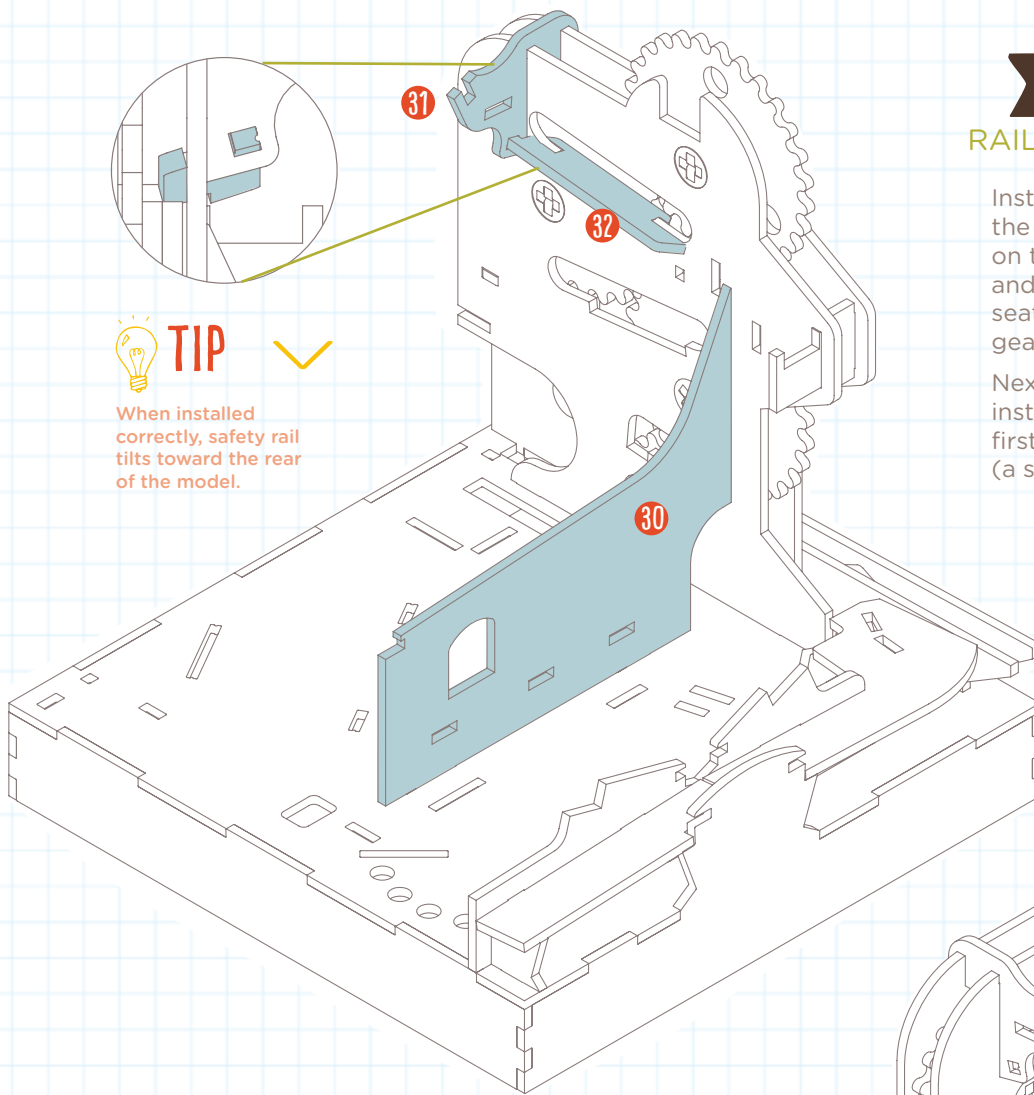 31
32
TIP
When installed
correctly, safety rail
tilts toward the rear
of the model.
30
RAIL
Inst
the
on t
and
seat
gea
Nex
inst
first
(a s